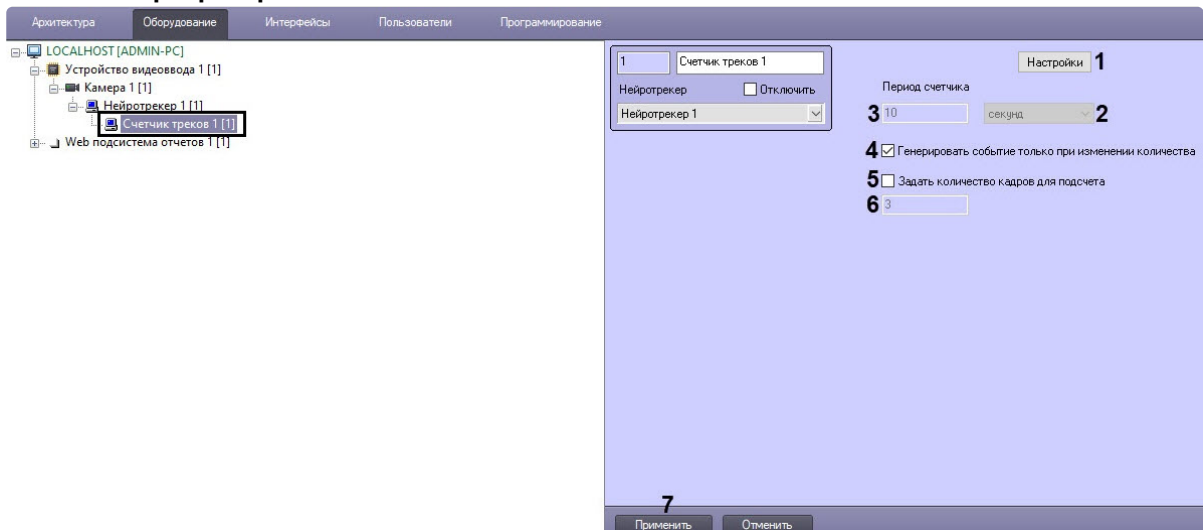 Архитектура Оборудование Интерфейсы Пользователи Программирование
LOCALHOST [ADMIN-PC]
Устройство видеоввода 1 [1]
Камера 1 [1]
Нейротрекер 1 [1]
Счетчик треков 1 [1]
Web подсистема отчетов 1 [1]
1 Счетчик треков 1
Нейротрекер Отключить
Нейротрекер 1
Настройки 1
Период счетчика
3 10 секунд 2
4 Генерировать событие только при изменении количества
5 Задать количество кадров для подсчета
6 3
7
Применить Отменить